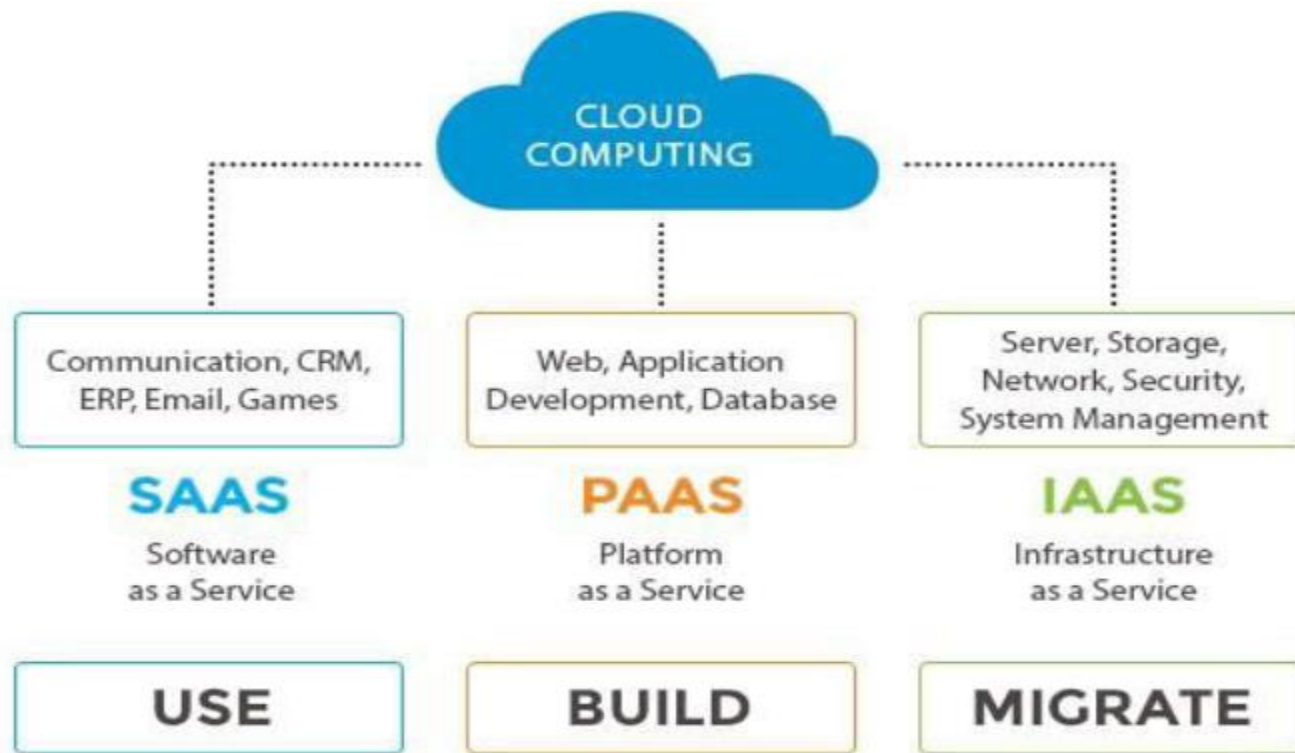 CLOUD
COMPUTING
Communication, CRM,
ERP, Email, Games
Web, Application
Development, Database
Server, Storage,
Network, Security,
System Management
SAAS
Software
as a Service
PAAS
Platform
as a Service
IAAS
Infrastructure
as a Service
USE
BUILD
MIGRATE